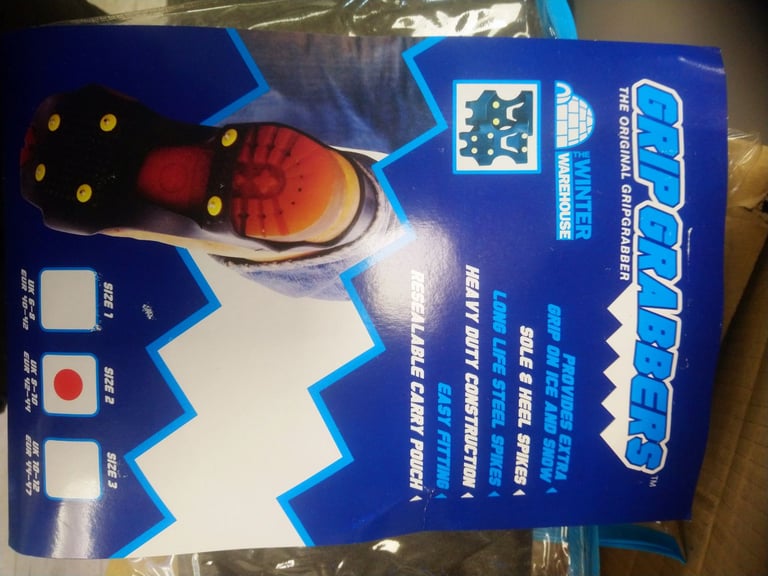 GRIP GRABBERS™
THE ORIGINAL GRIPGRABBER
THE WINTER
WAREHOUSE
PROVIDES EXTRA
GRIP ON ICE AND SNOW
SOLE & HEEL SPIKES
LONG LIFE STEEL SPIKES
HEAVY DUTY CONSTRUCTION
EASY FITTING
RESEALABLE CARRY POUCH
SIZE 1
UK 6-8
EUR 40-42
SIZE 2
UK 8-10
EUR 42-44
SIZE 3
UK 10-12
EUR 44-47